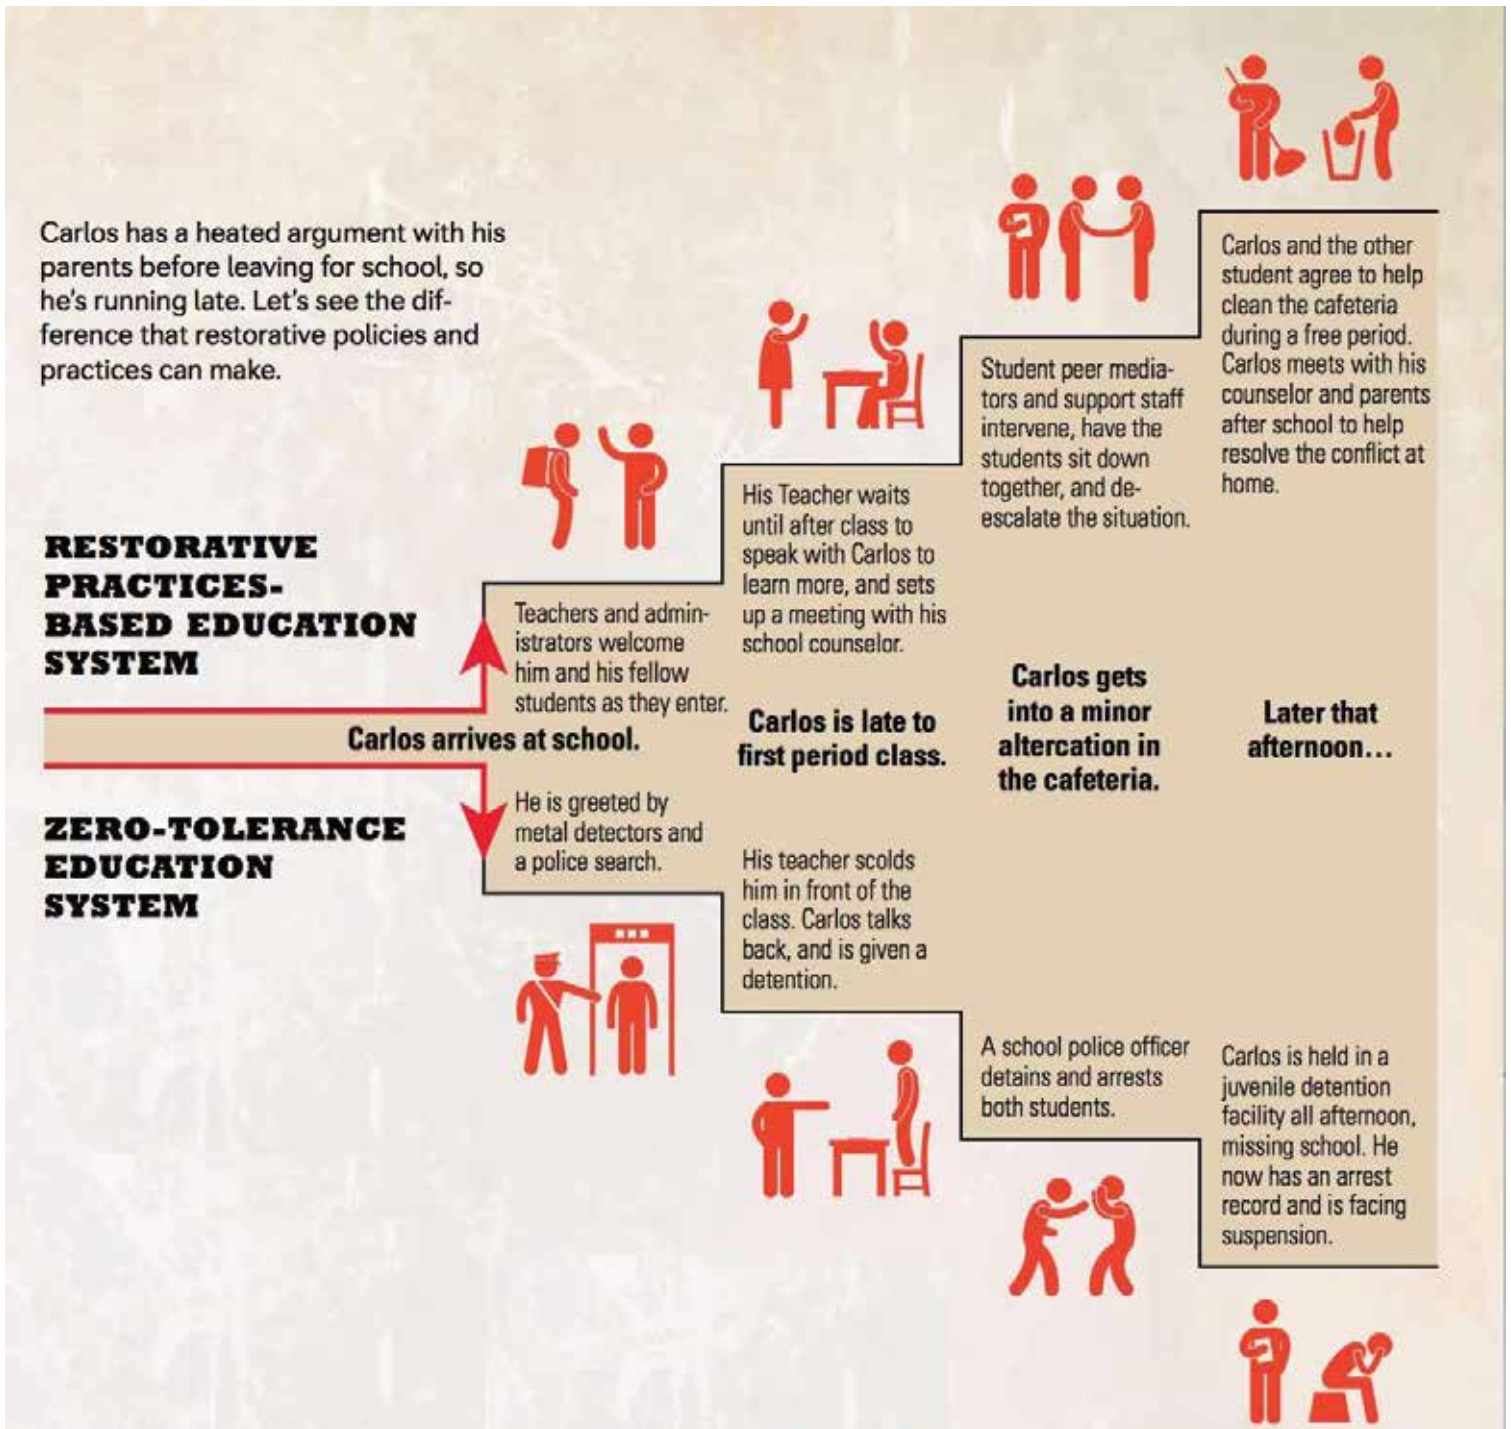 Carlos has a heated argument with his
parents before leaving for school, so
he's running late. Let's see the dif-
ference that restorative policies and
practices can make.
RESTORATIVE
PRACTICES-
BASED EDUCATION
SYSTEM
Teachers and admin-
istrators welcome
him and his fellow
students as they enter.
His Teacher waits
until after class to
speak with Carlos to
learn more, and sets
up a meeting with his
school counselor.
Student peer media-
tors and support staff
intervene, have the
students sit down
together, and de-
escalate the situation.
Carlos and the other
student agree to help
clean the cafeteria
during a free period.
Carlos meets with his
counselor and parents
after school to help
resolve the conflict at
home.
Carlos arrives at school.
Carlos is late to
first period class.
Carlos gets
into a minor
altercation in
the cafeteria.
Later that
afternoon...
ZERO-TOLERANCE
EDUCATION
SYSTEM
He is greeted by
metal detectors and
a police search.
His teacher scolds
him in front of the
class. Carlos talks
back, and is given a
detention.
A school police officer
detains and arrests
both students.
Carlos is held in a
juvenile detention
facility all afternoon,
missing school. He
now has an arrest
record and is facing
suspension.